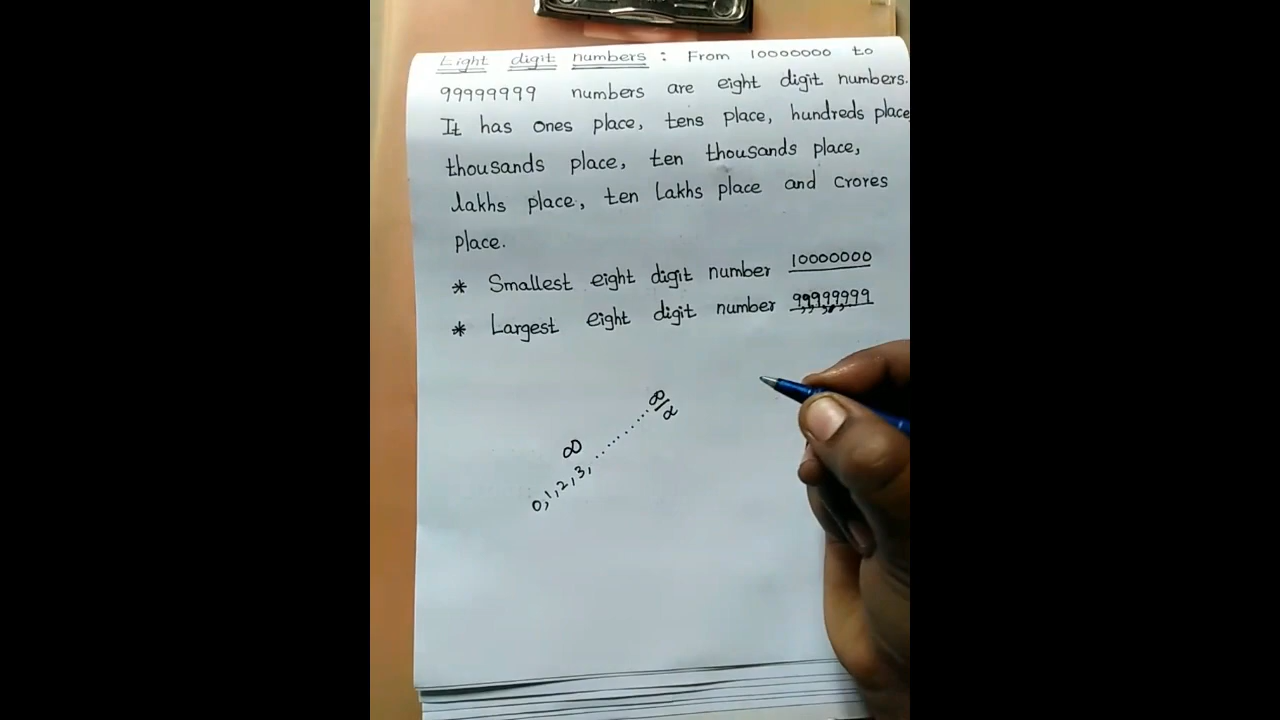 Eight digit numbers : From 10000000 to
99999999 numbers are eight digit numbers.
It has ones place, tens place, hundreds place
thousands place, ten thousands place,
lakhs place, ten Lakhs place and crores
place.
* Smallest eight digit number 10000000
* Largest eight digit number 99999999
∞
0,1,2,3, .......... ∞/α